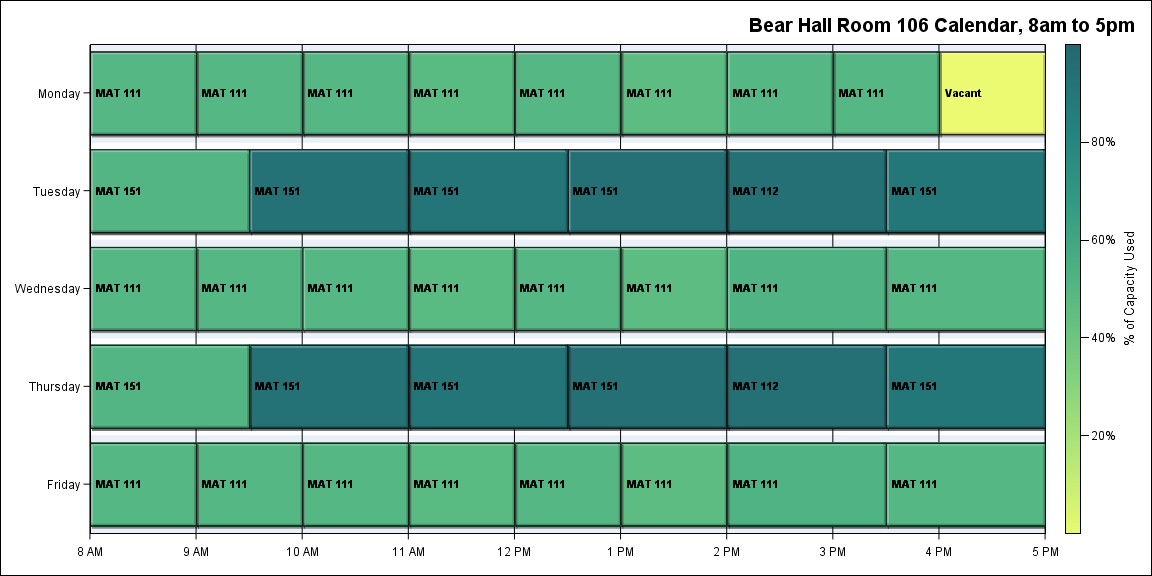 Bear Hall Room 106 Calendar, 8am to 5pm
Monday
MAT 111 MAT 111 MAT 111 MAT 111 MAT 111 MAT 111 MAT 111 MAT 111 Vacant
Tuesday
MAT 151 MAT 151 MAT 151 MAT 151 MAT 112 MAT 151
Wednesday
MAT 111 MAT 111 MAT 111 MAT 111 MAT 111 MAT 111 MAT 111 MAT 111
Thursday
MAT 151 MAT 151 MAT 151 MAT 151 MAT 112 MAT 151
Friday
MAT 111 MAT 111 MAT 111 MAT 111 MAT 111 MAT 111 MAT 111 MAT 111
8 AM 9 AM 10 AM 11 AM 12 PM 1 PM 2 PM 3 PM 4 PM 5 PM
80%
60%
40%
20%
% of Capacity Used